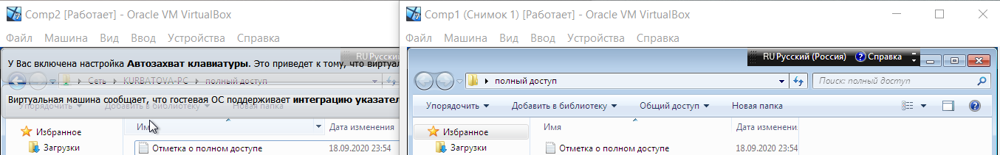 Comp2 [Работает] - Oracle VM VirtualBox
Файл Машина Вид Ввод Устройства Справка
RU Русский
У Вас включена настройка Автозахват клавиатуры. Это приведет к тому, что виртуал
Сеть KURBATOVA-PC полный доступ
Виртуальная машина сообщает, что гостевая ОС поддерживает интеграцию указател
Упорядочить Добавить в библиотеку Новая папка
Избранное
Загрузки
Имя Дата изменения
Отметка о полном доступе 18.09.2020 23:54
Comp1 (Снимок 1) [Работает] - Oracle VM VirtualBox
Файл Машина Вид Ввод Устройства Справка
RU Русский (Россия) Справка
полный доступ Поиск: полный доступ
Упорядочить Добавить в библиотеку Общий доступ Новая папка
Избранное
Загрузки
Имя Дата изменени
Отметка о полном доступе 18.09.2020 23:54